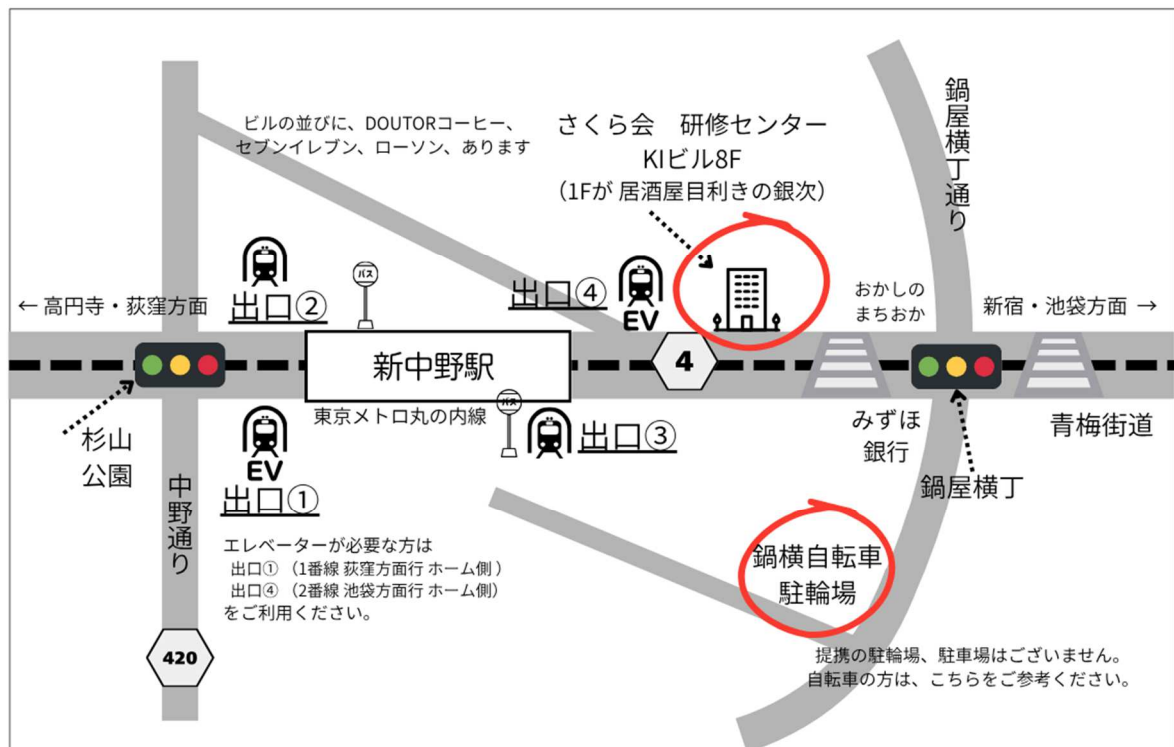 ビルの並びに、DOUTORコーヒー、
セブンイレブン、ローソン、あります
さくら会　研修センター
KIビル8F
（1Fが 居酒屋目利きの銀次）
鍋屋横丁通り
← 高円寺・荻窪方面
出口②
バス
出口④
EV
おかしの
まちおか
新宿・池袋方面 →
新中野駅
4
東京メトロ丸の内線
バス
出口③
みずほ
銀行
青梅街道
杉山
公園
EV
出口①
中野通り
鍋屋横丁
エレベーターが必要な方は
出口①（1番線 荻窪方面行 ホーム側 ）
出口④（2番線 池袋方面行 ホーム側）
をご利用ください。
鍋横自転車
駐輪場
420
提携の駐輪場、駐車場はございません。
自転車の方は、こちらをご参考ください。